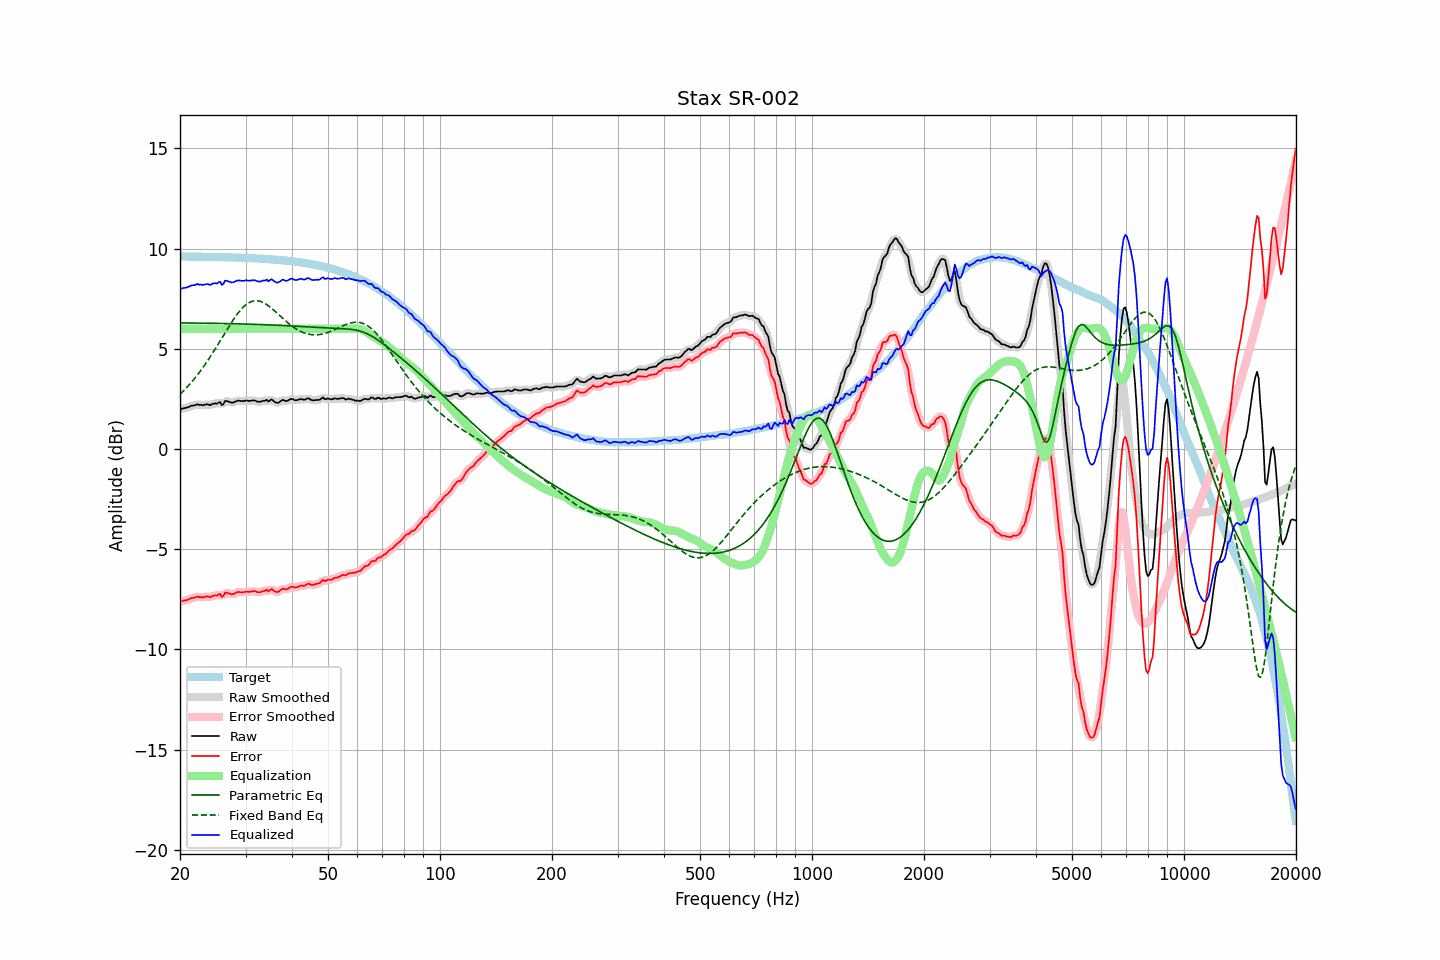 Stax SR-002
Amplitude (dBr)
15
10
5
0
−5
−10
−15
−20
Target
Raw Smoothed
Error Smoothed
Raw
Error
Equalization
Parametric Eq
Fixed Band Eq
Equalized
20 50 100 200 500 1000 2000 5000 10000 20000
Frequency (Hz)